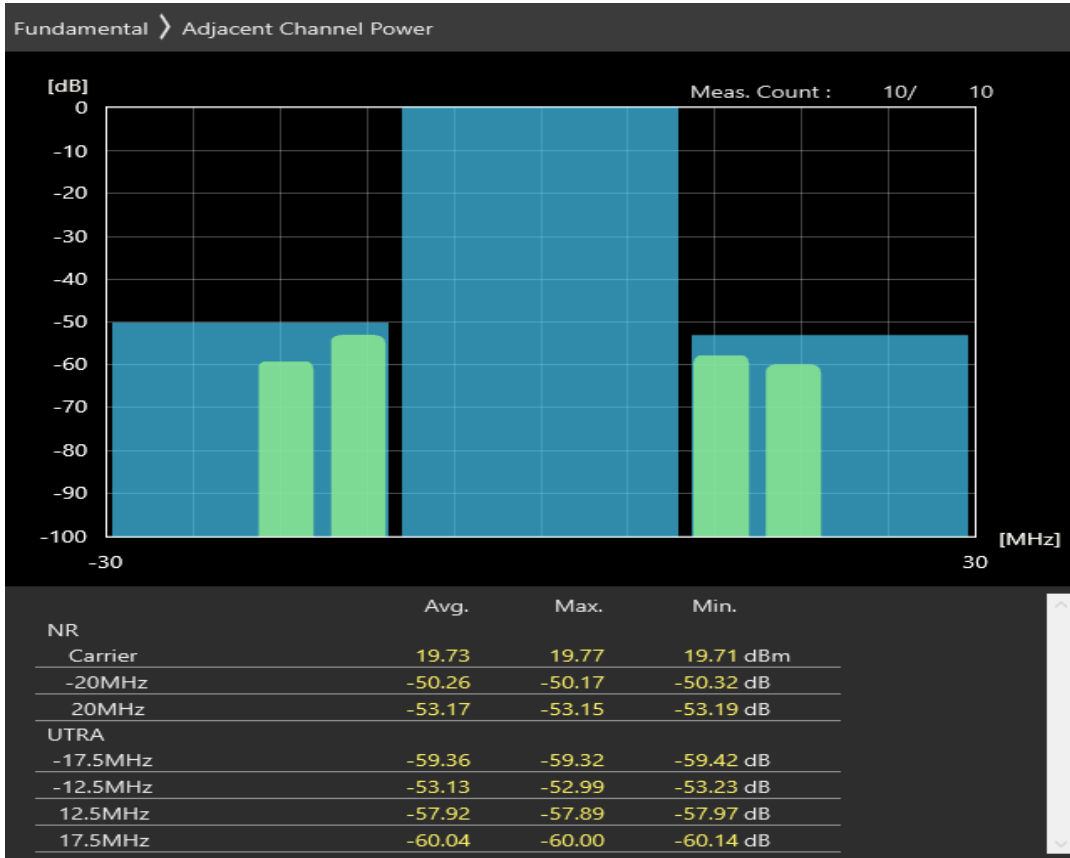 Fundamental ❭ Adjacent Channel Power
[dB]
Meas. Count : 10/ 10
0
-10
-20
-30
-40
-50
-60
-70
-80
-90
-100
[MHz]
-30 30
Avg. Max. Min.
NR
Carrier 19.73 19.77 19.71 dBm
-20MHz -50.26 -50.17 -50.32 dB
20MHz -53.17 -53.15 -53.19 dB
UTRA
-17.5MHz -59.36 -59.32 -59.42 dB
-12.5MHz -53.13 -52.99 -53.23 dB
12.5MHz -57.92 -57.89 -57.97 dB
17.5MHz -60.04 -60.00 -60.14 dB